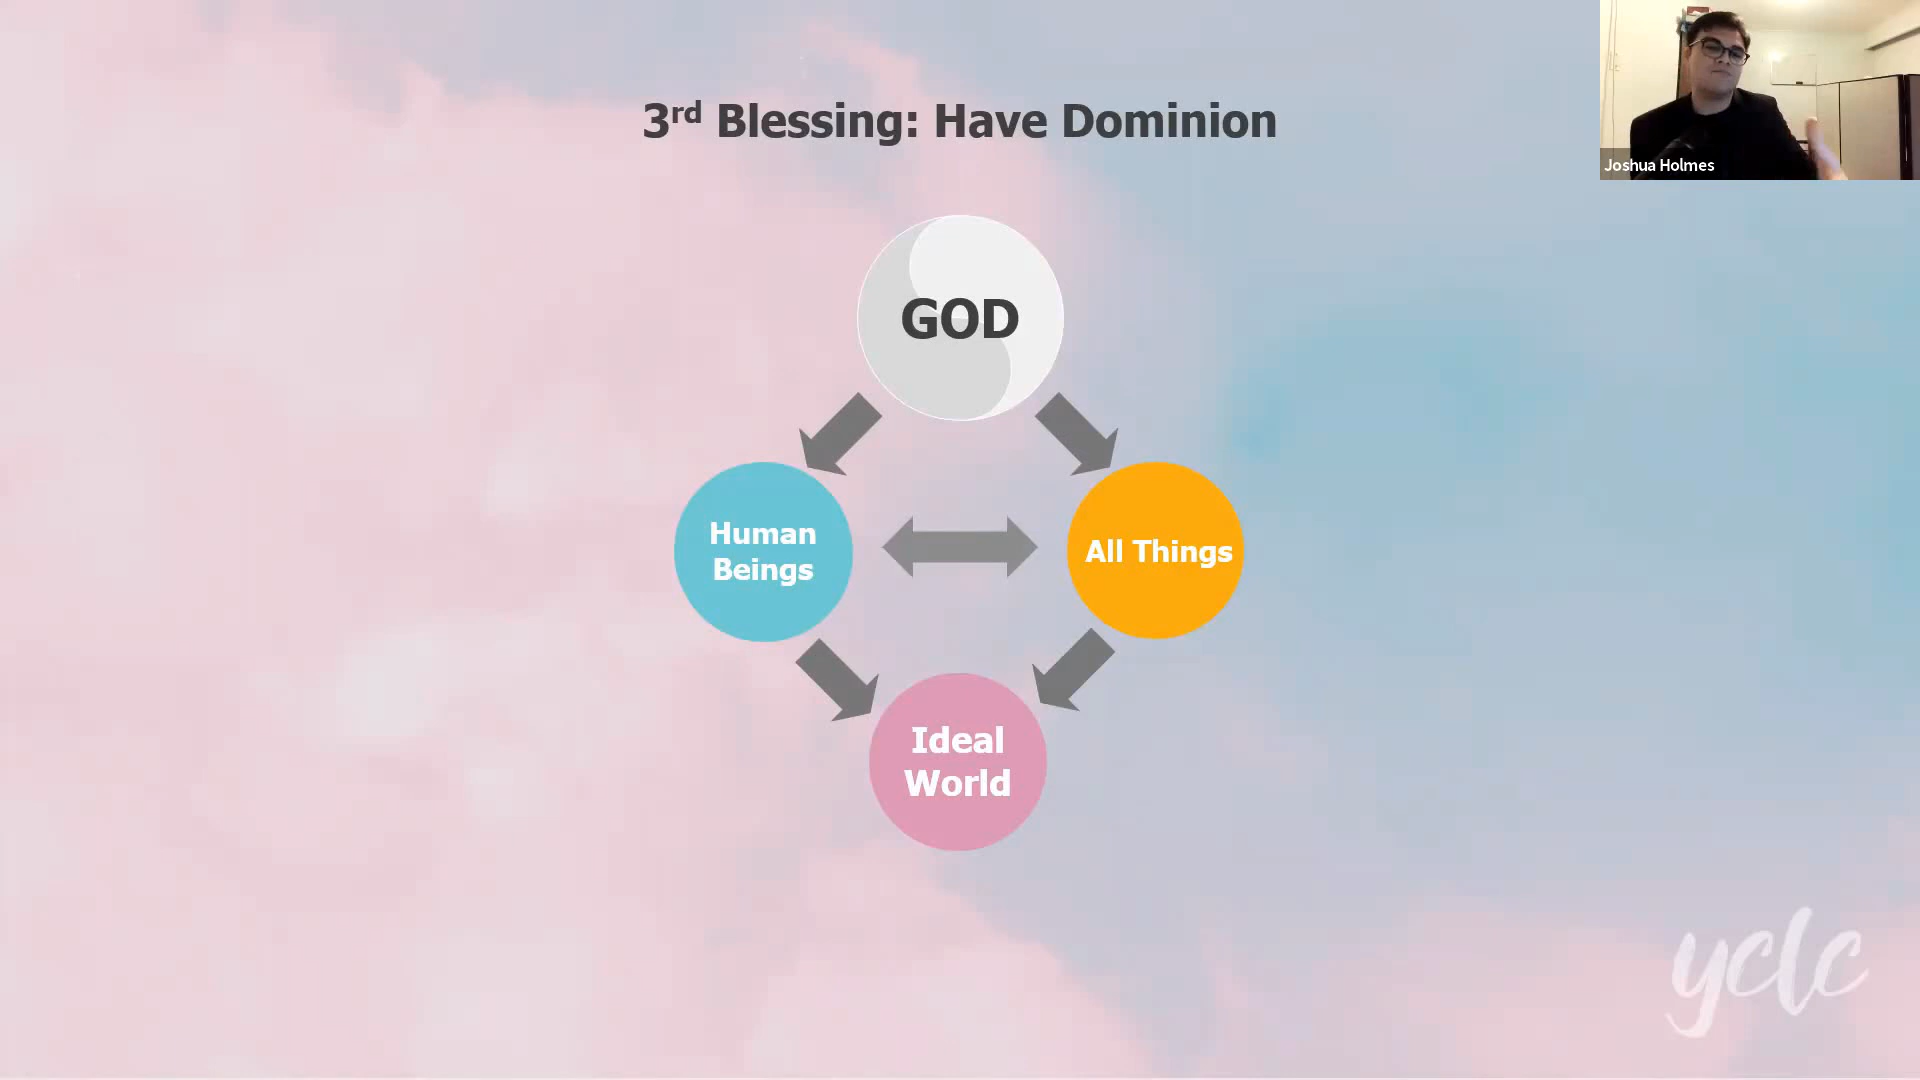 3rd Blessing: Have Dominion
Joshua Holmes
GOD
Human
Beings
All Things
Ideal
World
yclc